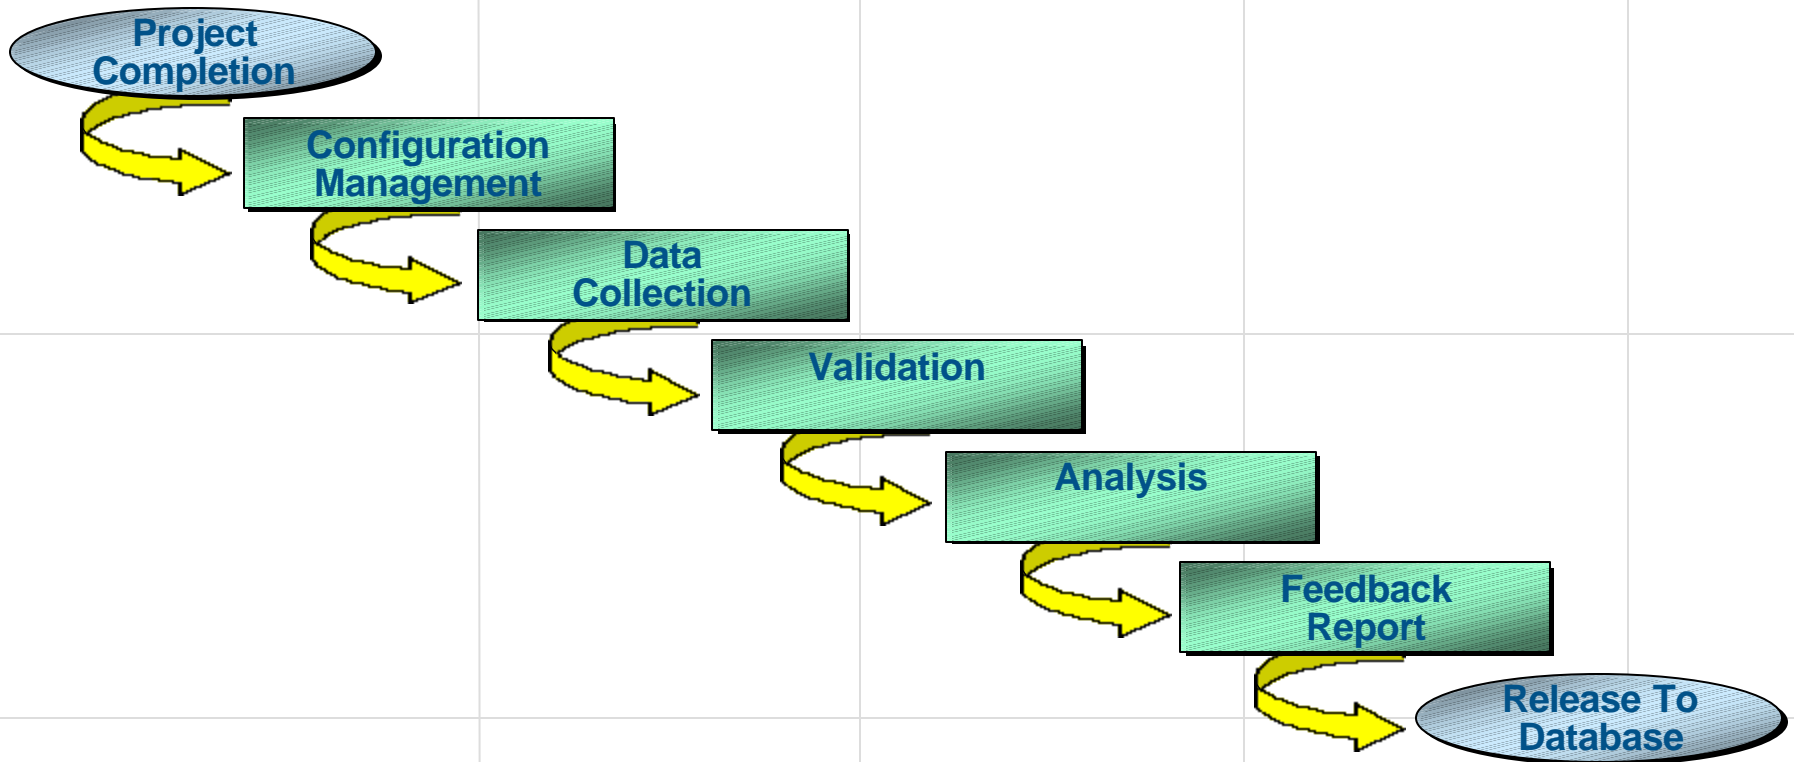 Project
Completion
Configuration
Management
Data
Collection
Validation
Analysis
Feedback
Report
Release To
Database